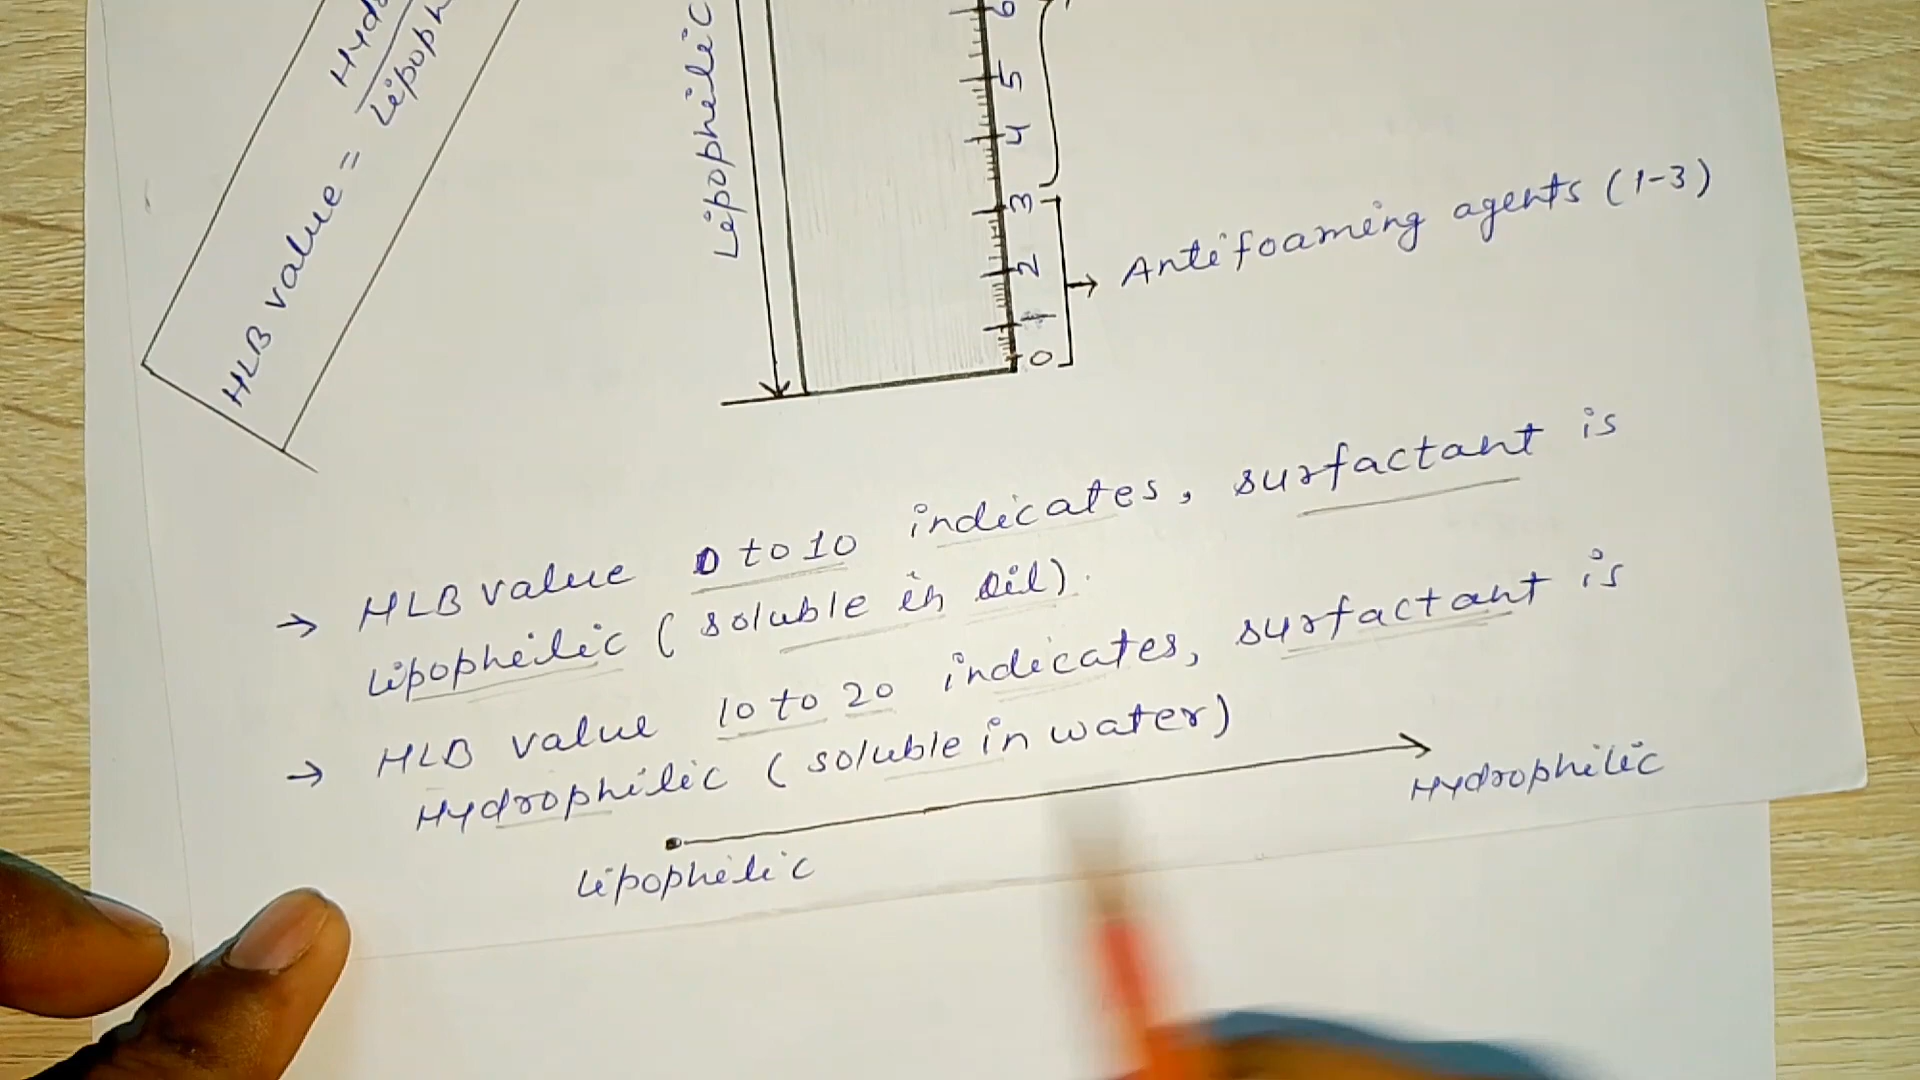 HLB value =
Lipophilic
6
5
4
3
2
1
0
Antifoaming agents (1-3)
→ HLB value 0 to 10 indicates, surfactant is
Lipophilic (soluble in oil).
→ HLB value 10 to 20 indicates, surfactant is
Hydrophilic (soluble in water)
Lipophilic
Hydrophilic